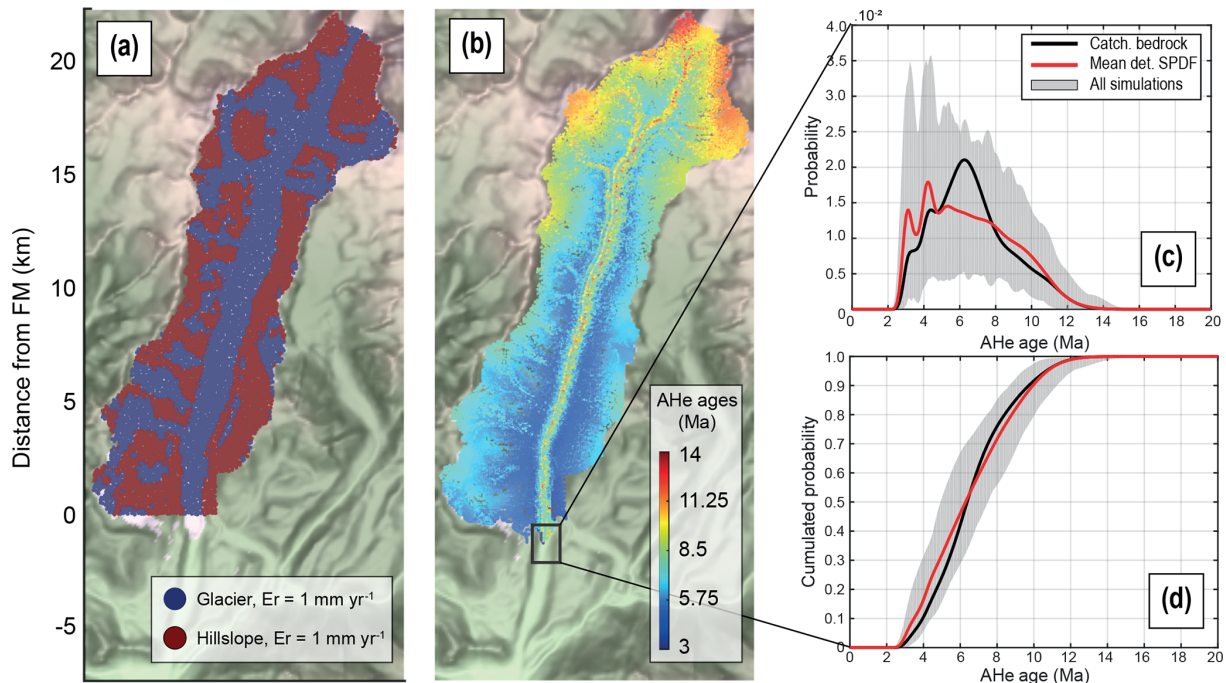 (a)
Distance from FM (km)
20
15
10
5
0
-5
Glacier, Er = 1 mm yr⁻¹
Hillslope, Er = 1 mm yr⁻¹
(b)
AHe ages
(Ma)
14
11.25
8.5
5.75
3
.10⁻²
4.0
3.5
3.0
2.5
2.0
1.5
1.0
0.5
0
Probability
Catch. bedrock
Mean det. SPDF
All simulations
(c)
0 2 4 6 8 10 12 14 16 18 20
AHe age (Ma)
1.0
0.9
0.8
0.7
0.6
0.5
0.4
0.3
0.2
0.1
0
Cumulated probability
(d)
0 2 4 6 8 10 12 14 16 18 20
AHe age (Ma)